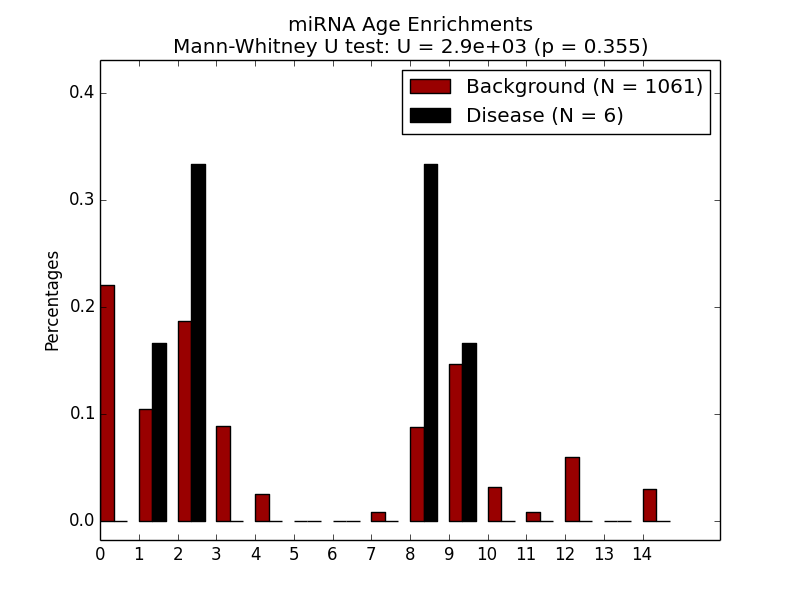 miRNA Age Enrichments
Mann-Whitney U test: U = 2.9e+03 (p = 0.355)
Background (N = 1061)
Disease (N = 6)
Percentages
0.4
0.3
0.2
0.1
0.0
0 1 2 3 4 5 6 7 8 9 10 11 12 13 14